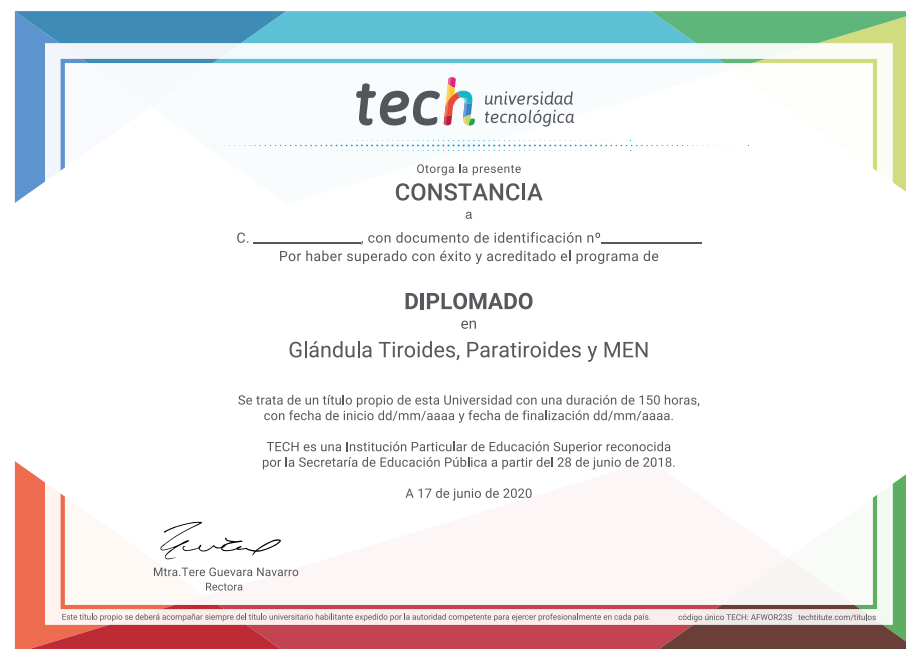 tech universidad
tecnológica
Otorga la presente
CONSTANCIA
a
C. ____________, con documento de identificación nº____________
Por haber superado con éxito y acreditado el programa de
DIPLOMADO
en
Glándula Tiroides, Paratiroides y MEN
Se trata de un título propio de esta Universidad con una duración de 150 horas,
con fecha de inicio dd/mm/aaaa y fecha de finalización dd/mm/aaaa.
TECH es una Institución Particular de Educación Superior reconocida
por la Secretaría de Educación Pública a partir del 28 de junio de 2018.
A 17 de junio de 2020
Mtra.Tere Guevara Navarro
Rectora
Este título propio se deberá acompañar siempre del título universitario habilitante expedido por la autoridad competente para ejercer profesionalmente en cada país. código único TECH: AFWOR23S techtitute.com/titulos